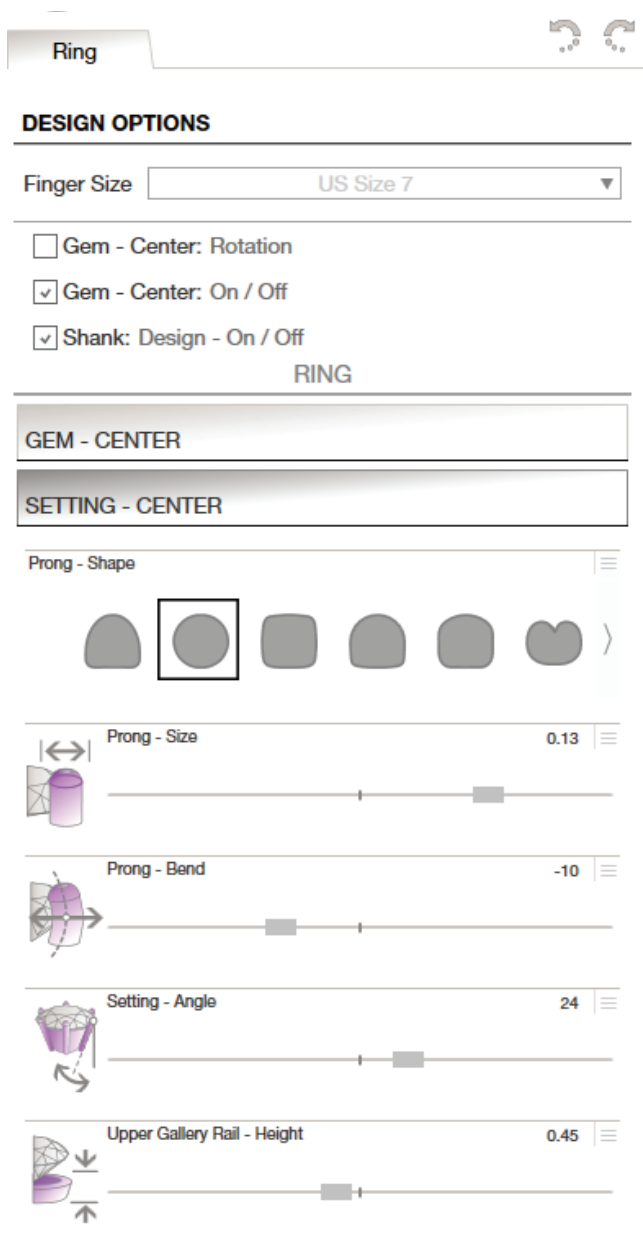 Ring
DESIGN OPTIONS
Finger Size US Size 7
Gem - Center: Rotation
Gem - Center: On / Off
Shank: Design - On / Off
RING
GEM - CENTER
SETTING - CENTER
Prong - Shape
Prong - Size 0.13
Prong - Bend -10
Setting - Angle 24
Upper Gallery Rail - Height 0.45